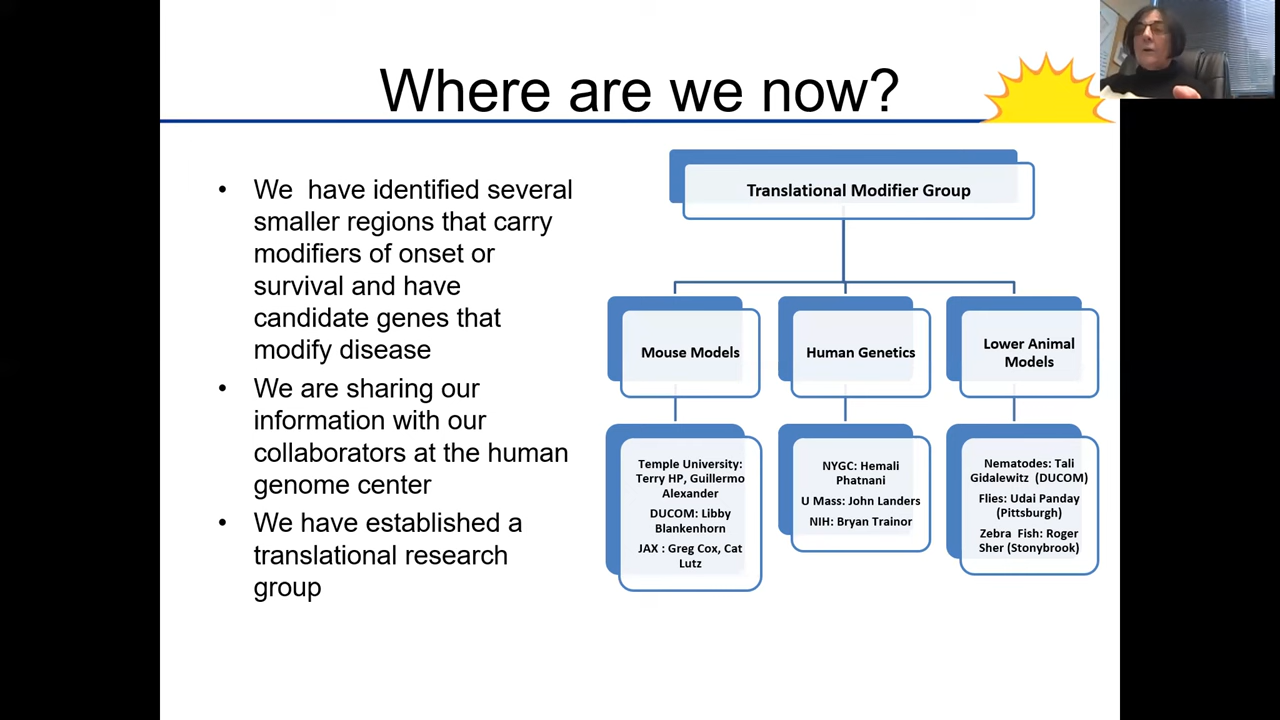 Where are we now?
• We  have identified several
smaller regions that carry
modifiers of onset or
survival and have
candidate genes that
modify disease
• We are sharing our
information with our
collaborators at the human
genome center
• We have established a
translational research
group
Translational Modifier Group
Mouse Models
Human Genetics
Lower Animal
Models
Temple University:
Terry HP, Guillermo
Alexander
DUCOM: Libby
Blankenhorn
JAX : Greg Cox, Cat
Lutz
NYGC: Hemali
Phatnani
U Mass: John Landers
NIH: Bryan Trainor
Nematodes: Tali
Gidalewitz  (DUCOM)
Flies: Udai Panday
(Pittsburgh)
Zebra  Fish: Roger
Sher (Stonybrook)